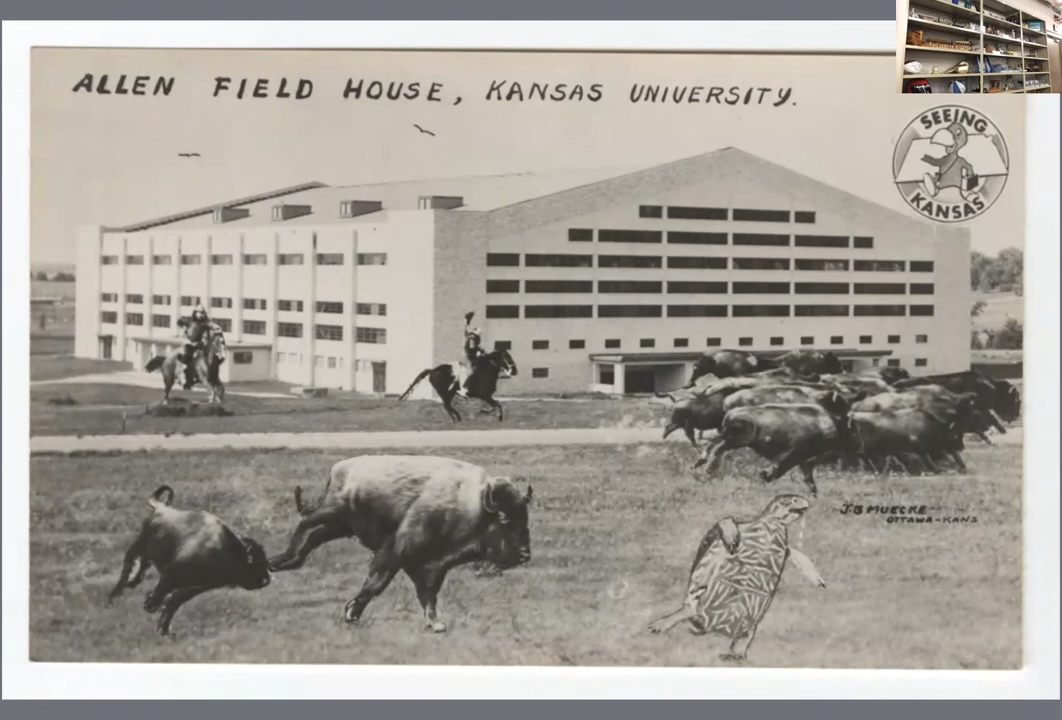 ALLEN FIELD HOUSE, KANSAS UNIVERSITY.
SEEING
KANSAS
J.B MUECKE
OTTAWA-KANS